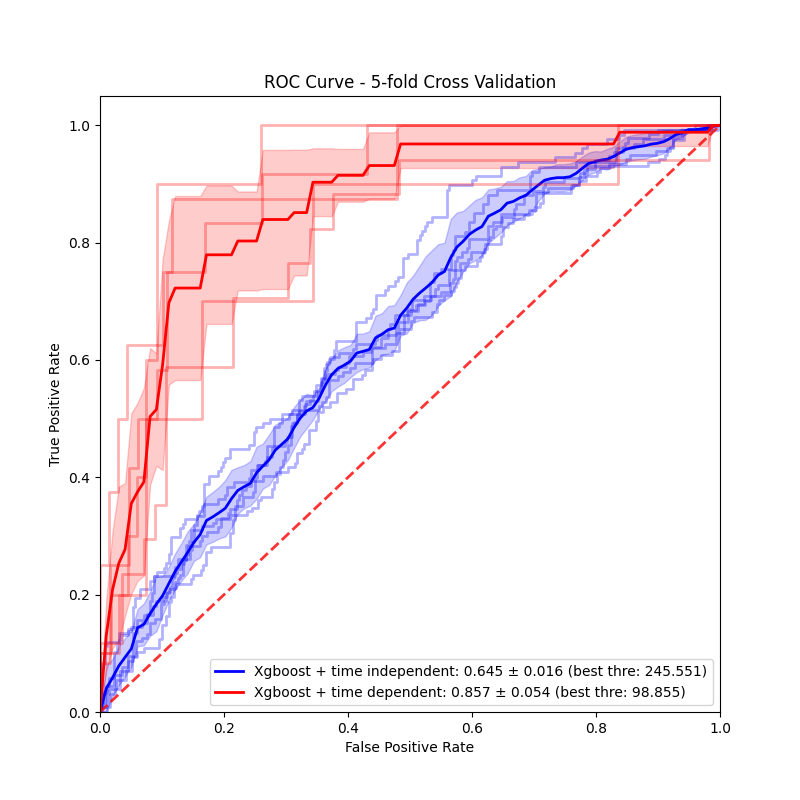 ROC Curve - 5-fold Cross Validation
True Positive Rate
1.0
0.8
0.6
0.4
0.2
0.0
Xgboost + time independent: 0.645 ± 0.016 (best thre: 245.551)
Xgboost + time dependent: 0.857 ± 0.054 (best thre: 98.855)
0.0 0.2 0.4 0.6 0.8 1.0
False Positive Rate